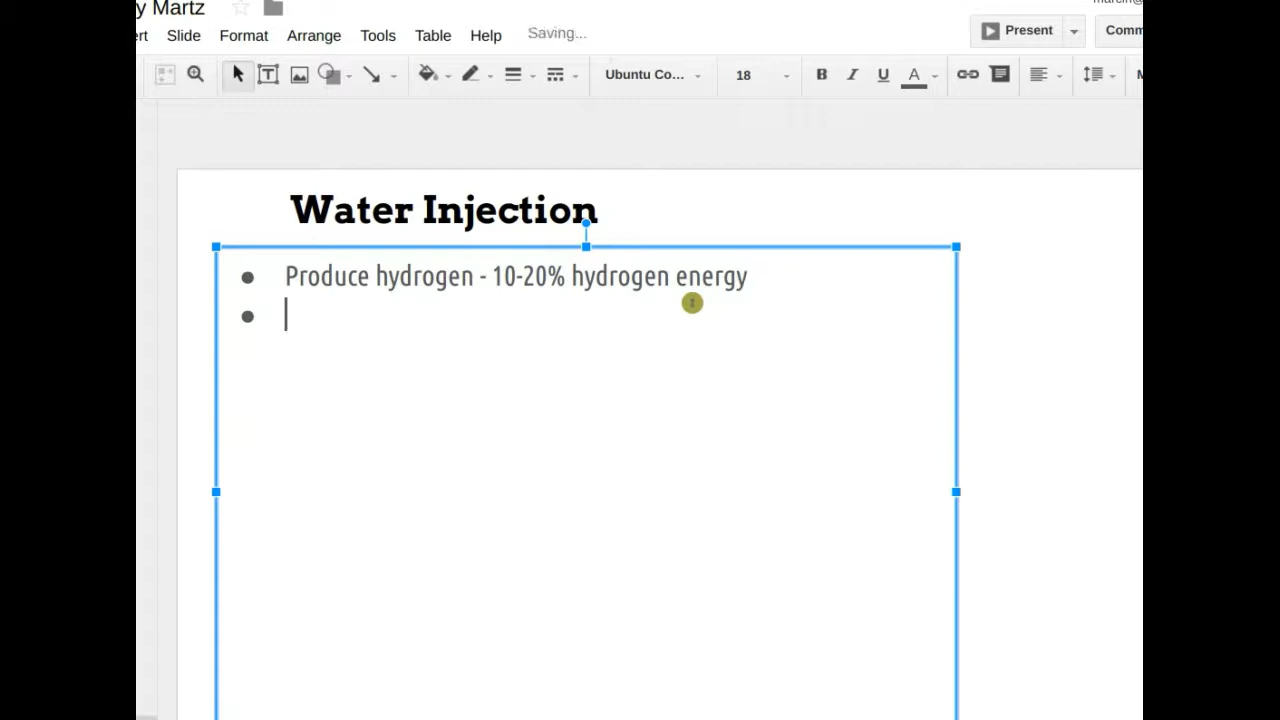 y Martz
rt Slide Format Arrange Tools Table Help Saving...
Present Comm
Ubuntu Co... 18 B I U A
Water Injection
● Produce hydrogen - 10-20% hydrogen energy
●